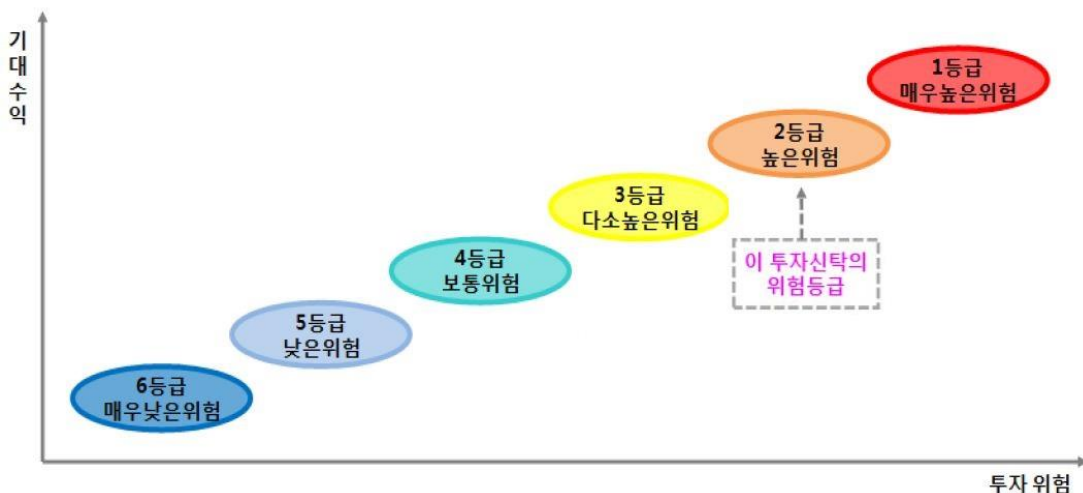 기
대
수
익
1등급
매우높은위험
2등급
높은위험
3등급
다소높은위험
이 투자신탁의
위험등급
4등급
보통위험
5등급
낮은위험
6등급
매우낮은위험
투자 위험